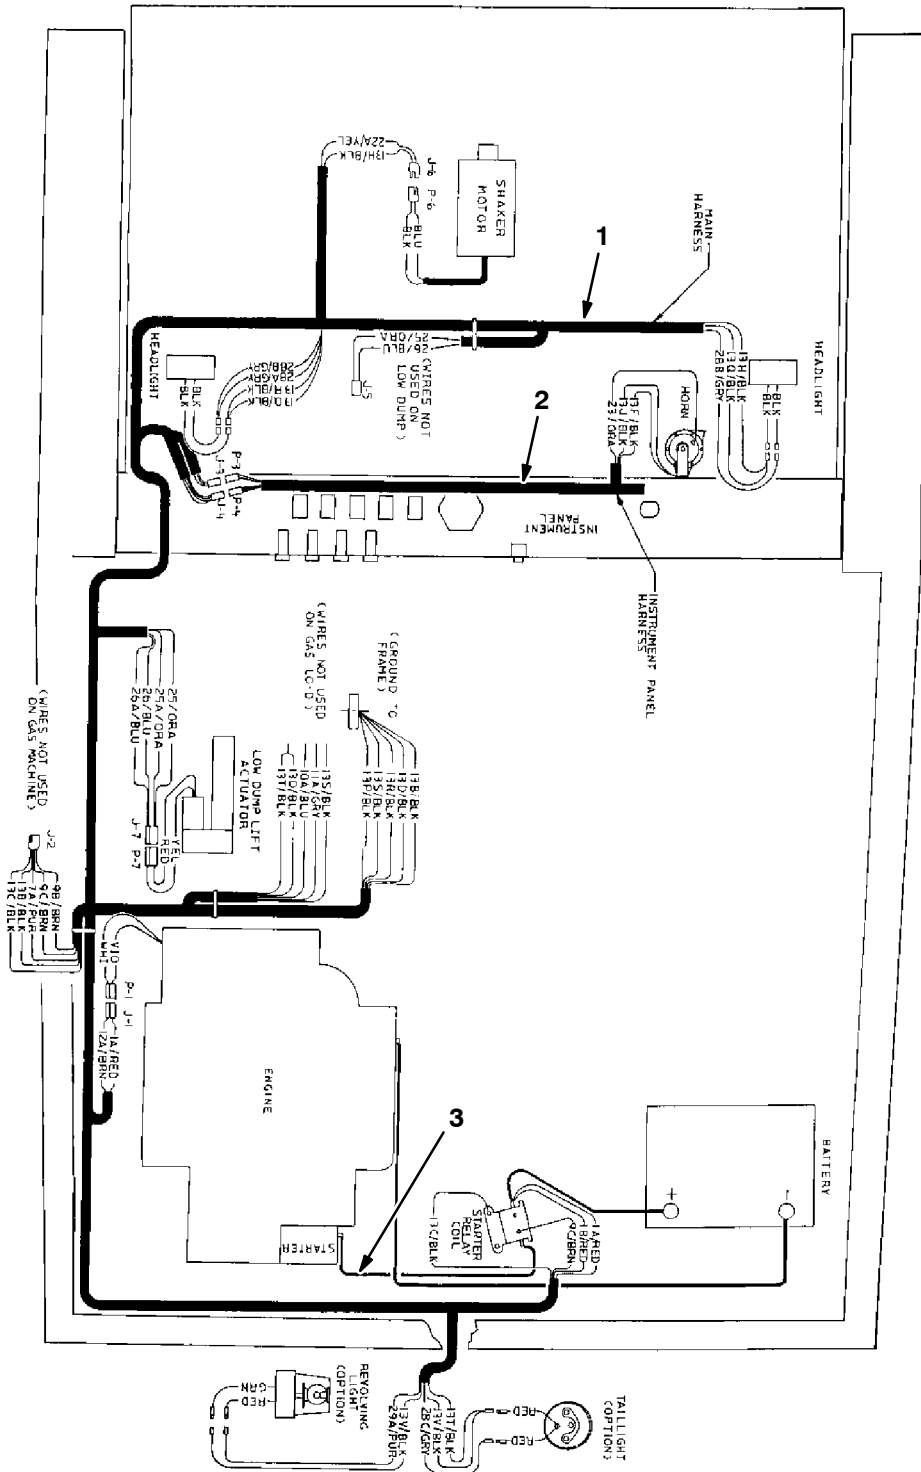 22A/YEL
13H/BLK
J-6
P-6
BLU
BLK
SHAKER
MOTOR
1
MAIN
HARNESS
HEADLIGHT
BLK
BLK
28B/GRY
28A/GRY
13H/BLK
13Q/BLK
J-5
25/ORA
26/BLU
(WIRES NOT
USED ON
LOW DUMP)
2
23/ORA
13J/BLK
13F/BLK
HORN
13H/BLK
13Q/BLK
28B/GRY
BLK
BLK
HEADLIGHT
P-3
J-3
J-4
P-4
INSTRUMENT
PANEL
INSTRUMENT PANEL
HARNESS
25/ORA
25A/ORA
26/BLU
26A/BLU
LOW DUMP LIFT
ACTUATOR
YEL
RED
J-7
P-7
(WIRES NOT USED
ON GAS LO-D)
13S/BLK
11A/GRY
10A/BLU
13D/BLK
13T/BLK
(GROUND TO
FRAME)
13B/BLK
13D/BLK
13R/BLK
13S/BLK
13P/BLK
(WIRES NOT USED
ON GAS MACHINE)
J-2
9B/BRN
9C/BRN
7A/PUR
13B/BLK
13C/BLK
VIO
WHI
P-1
J-1
1A/RED
12A/BRN
ENGINE
3
STARTER
STARTER
RELAY
COIL
13C/BLK
1A/RED
1B/RED
9C/BRN
BATTERY
+
-
REVOLVING
LIGHT
(OPTION)
GRN
RED
13V/BLK
29A/PUR
13T/BLK
13V/BLK
28C/GRY
RED
RED
TAILLIGHT
(OPTION)